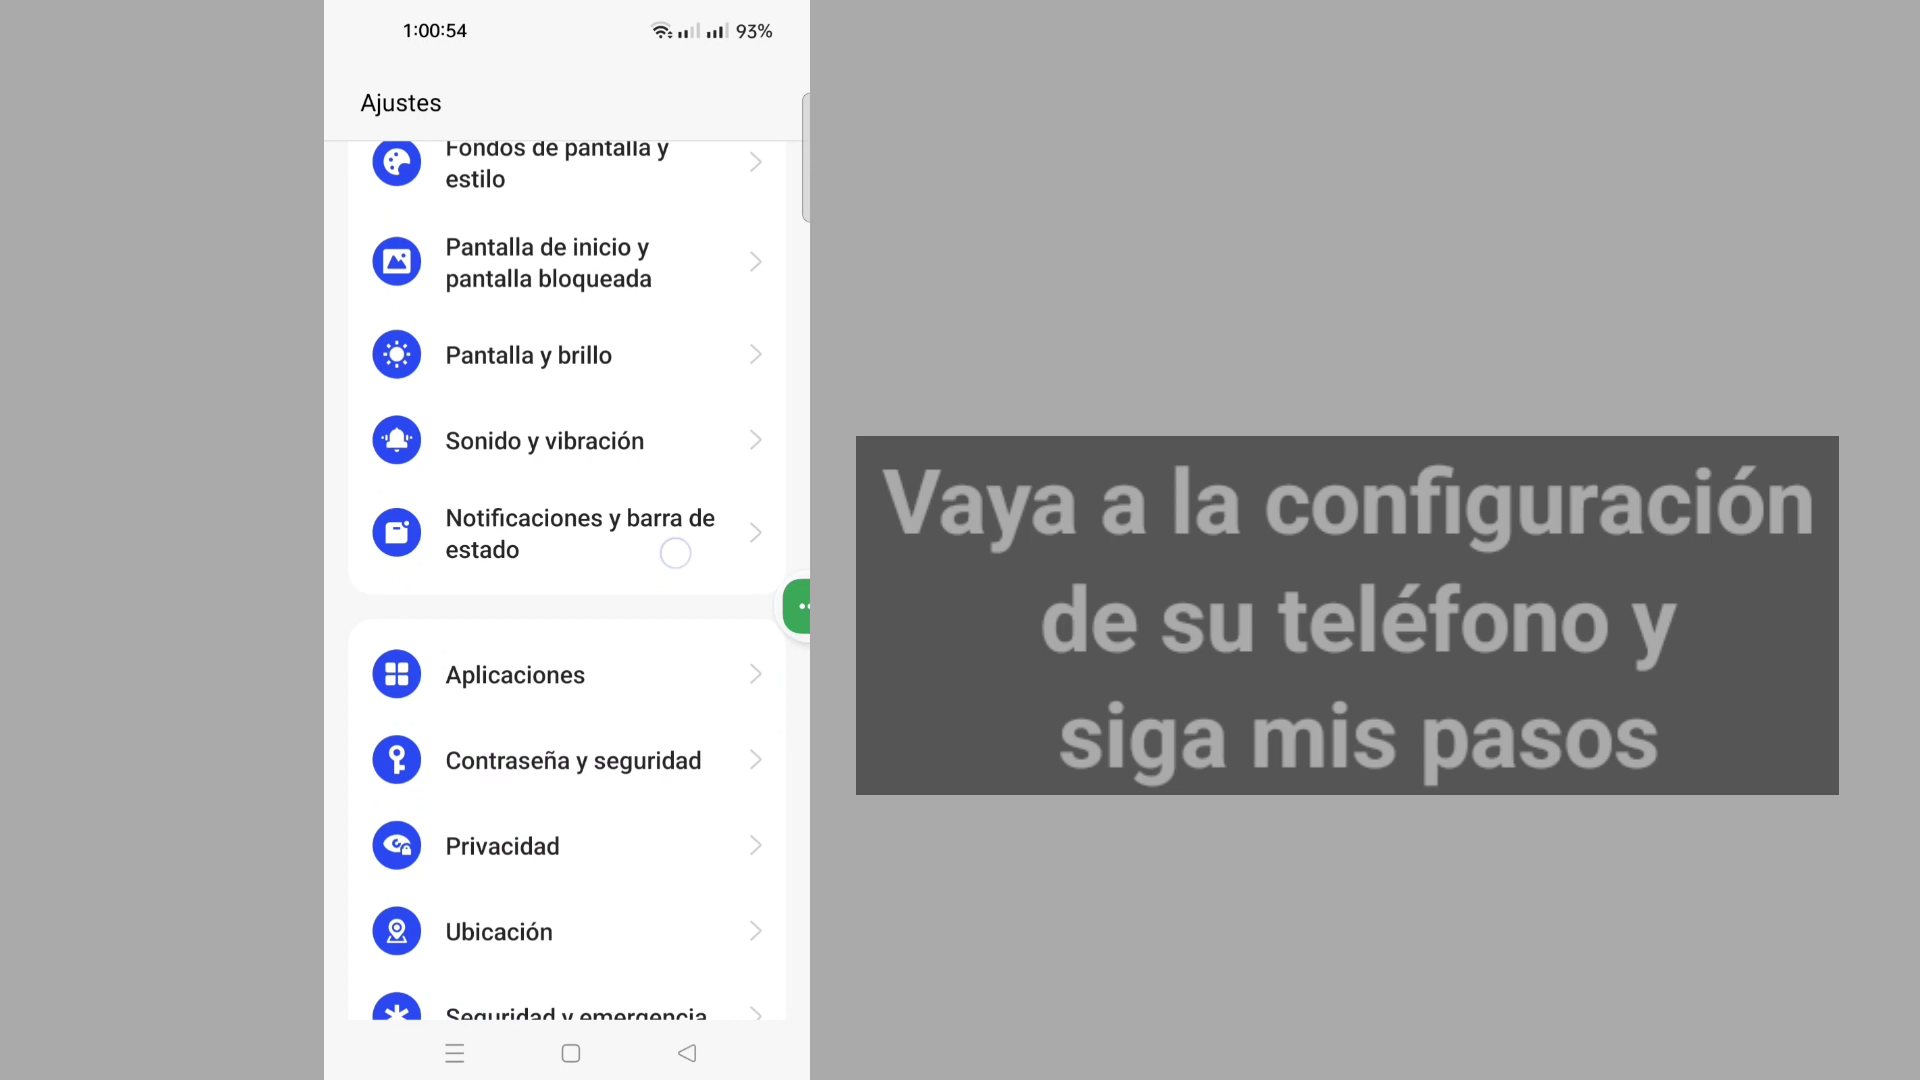 1:00:54
93%
Ajustes
Fondos de pantalla y
estilo
Pantalla de inicio y
pantalla bloqueada
Pantalla y brillo
Sonido y vibración
Notificaciones y barra de
estado
Aplicaciones
Contraseña y seguridad
Privacidad
Ubicación
Seguridad y emergencia
Vaya a la configuración
de su teléfono y
siga mis pasos